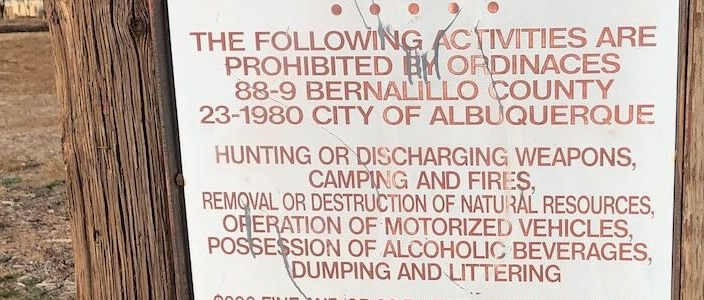 THE FOLLOWING ACTIVITIES ARE
PROHIBITED BY ORDINACES
88-9 BERNALILLO COUNTY
23-1980 CITY OF ALBUQUERQUE
HUNTING OR DISCHARGING WEAPONS,
CAMPING AND FIRES,
REMOVAL OR DESTRUCTION OF NATURAL RESOURCES,
OPERATION OF MOTORIZED VEHICLES,
POSSESSION OF ALCOHOLIC BEVERAGES,
DUMPING AND LITTERING
FINE